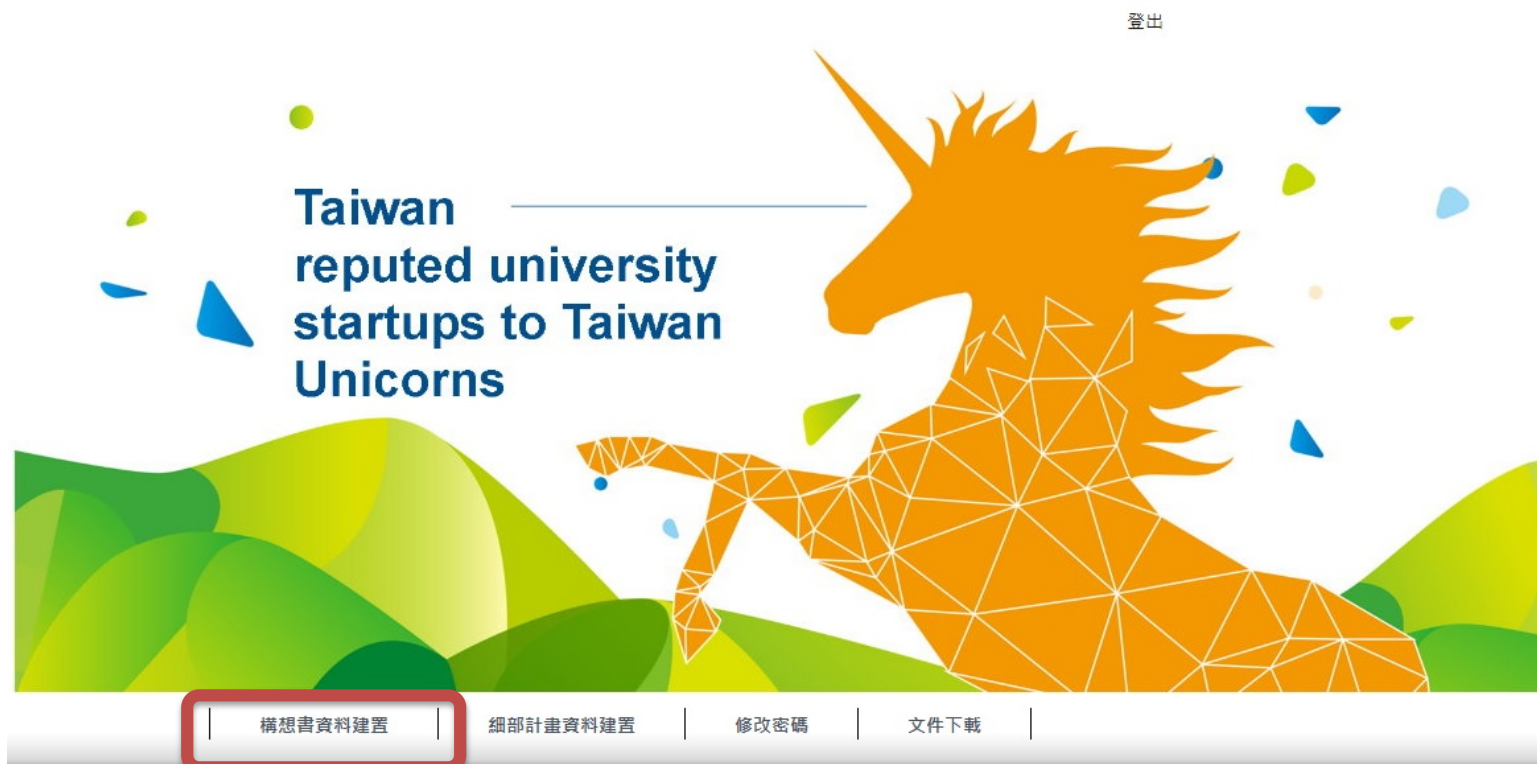 登出
Taiwan
reputed university
startups to Taiwan
Unicorns
構想書資料建置 細部計畫資料建置 修改密碼 文件下載